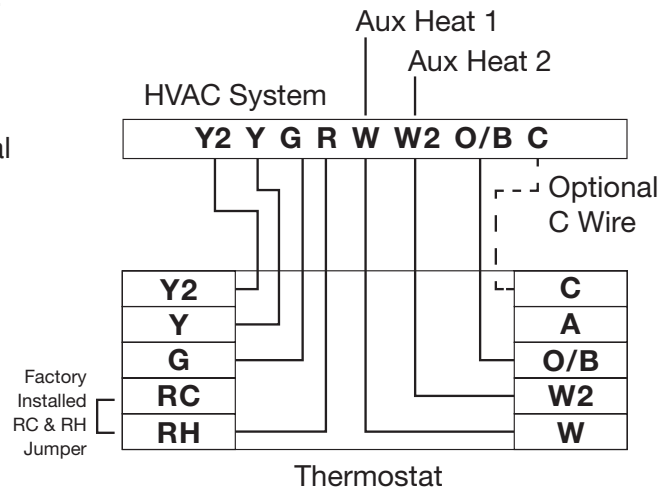 Aux Heat 1
Aux Heat 2
HVAC System
al
Y2 Y G R W W2 O/B C
Optional
C Wire
Y2
Y
G
RC
RH
C
A
O/B
W2
W
Factory
Installed
RC & RH
Jumper
Thermostat